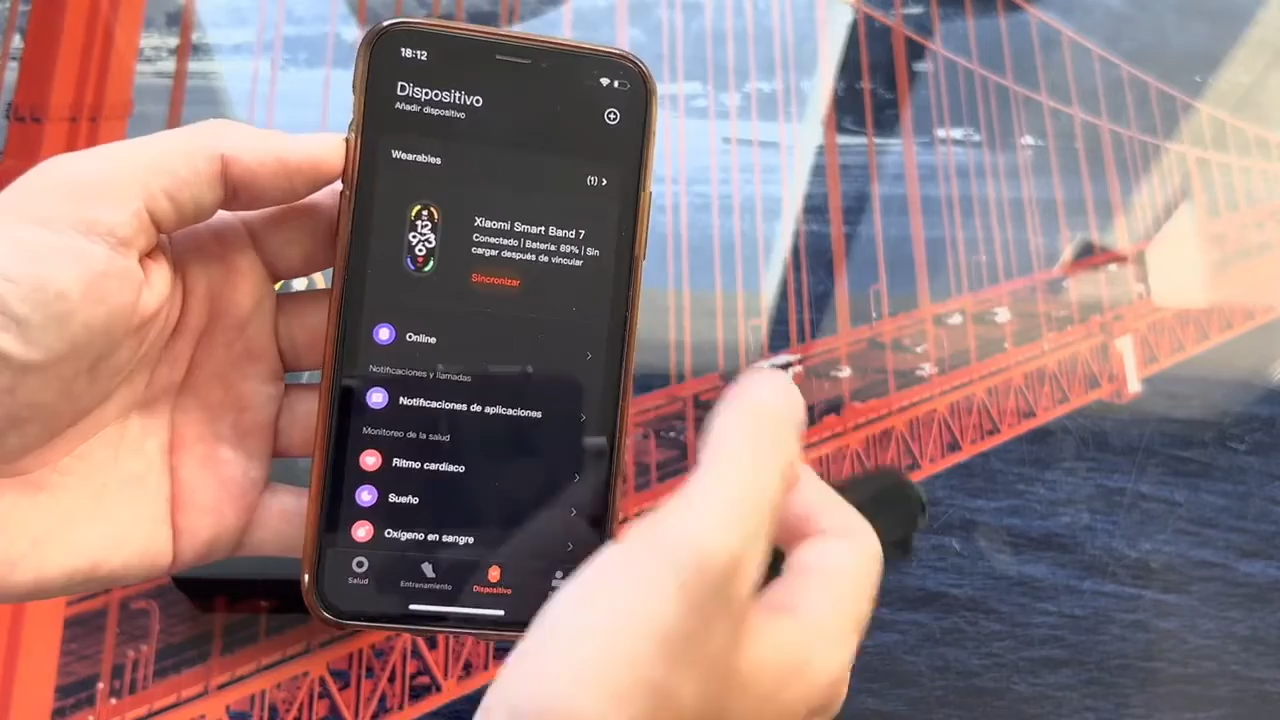 18:12
Dispositivo
Añadir dispositivo
Wearables
(1)
Xiaomi Smart Band 7
Conectado | Batería: 89% | Sin
cargar después de vincular
Sincronizar
Online
Notificaciones y llamadas
Notificaciones de aplicaciones
Monitoreo de la salud
Ritmo cardíaco
Sueño
Oxígeno en sangre
Salud
Entrenamiento
Dispositivo